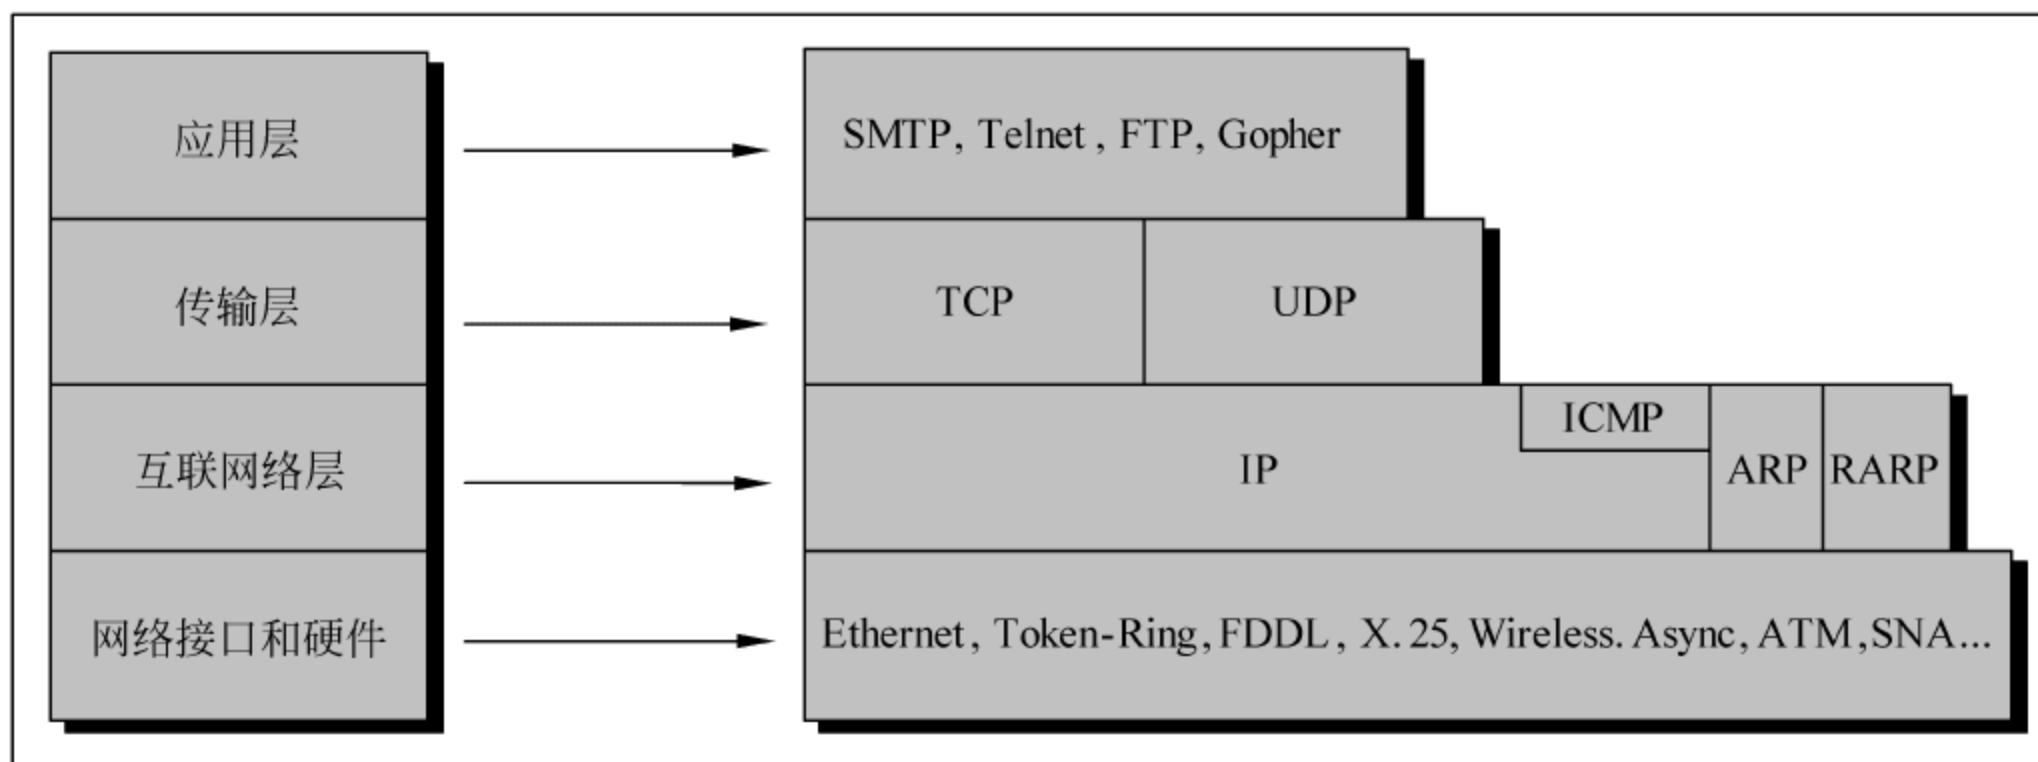 应用层
SMTP, Telnet , FTP, Gopher
传输层
TCP
UDP
互联网络层
IP
ICMP
ARP
RARP
网络接口和硬件
Ethernet, Token-Ring, FDDL, X.25, Wireless. Async, ATM, SNA...